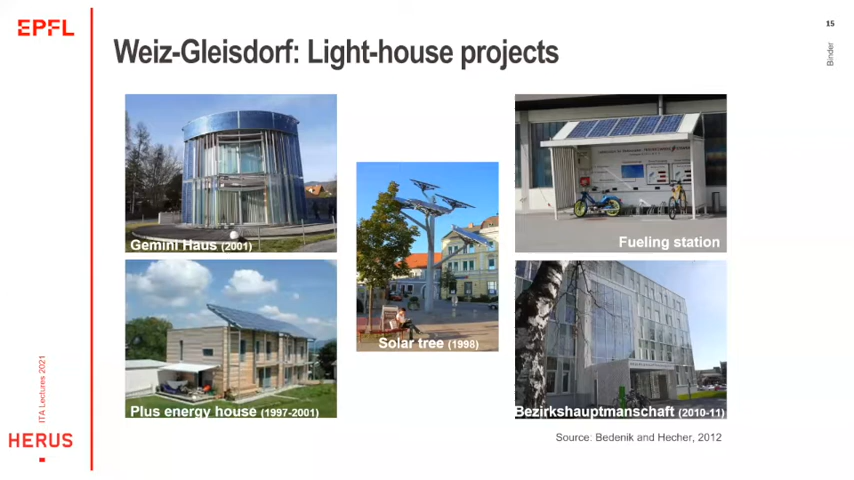 EPFL
15
Binder
Weiz-Gleisdorf: Light-house projects
Gemini Haus (2001)
Fueling station
Solar tree (1998)
Plus energy house (1997-2001)
Bezirkshauptmanschaft (2010-11)
Source: Bedenik and Hecher, 2012
ITA Lectures 2021
HERUS